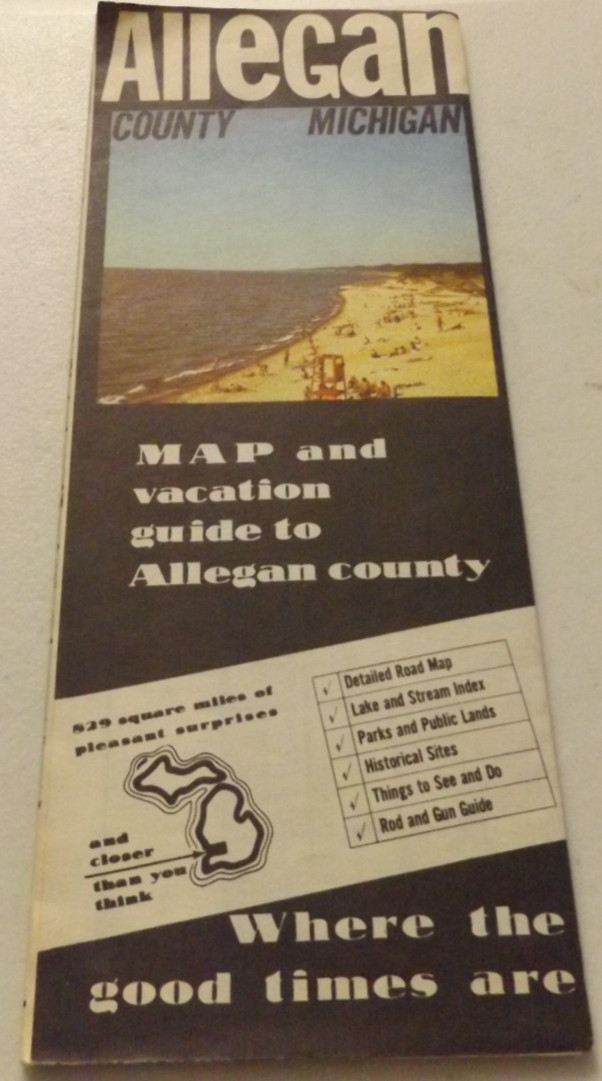 Allegan
COUNTY MICHIGAN
MAP and
vacation
guide to
Allegan county
829 square miles of
pleasant surprises
and
closer
than you
think
✓ Detailed Road Map
✓ Lake and Stream Index
✓ Parks and Public Lands
✓ Historical Sites
✓ Things to See and Do
✓ Rod and Gun Guide
Where the
good times are